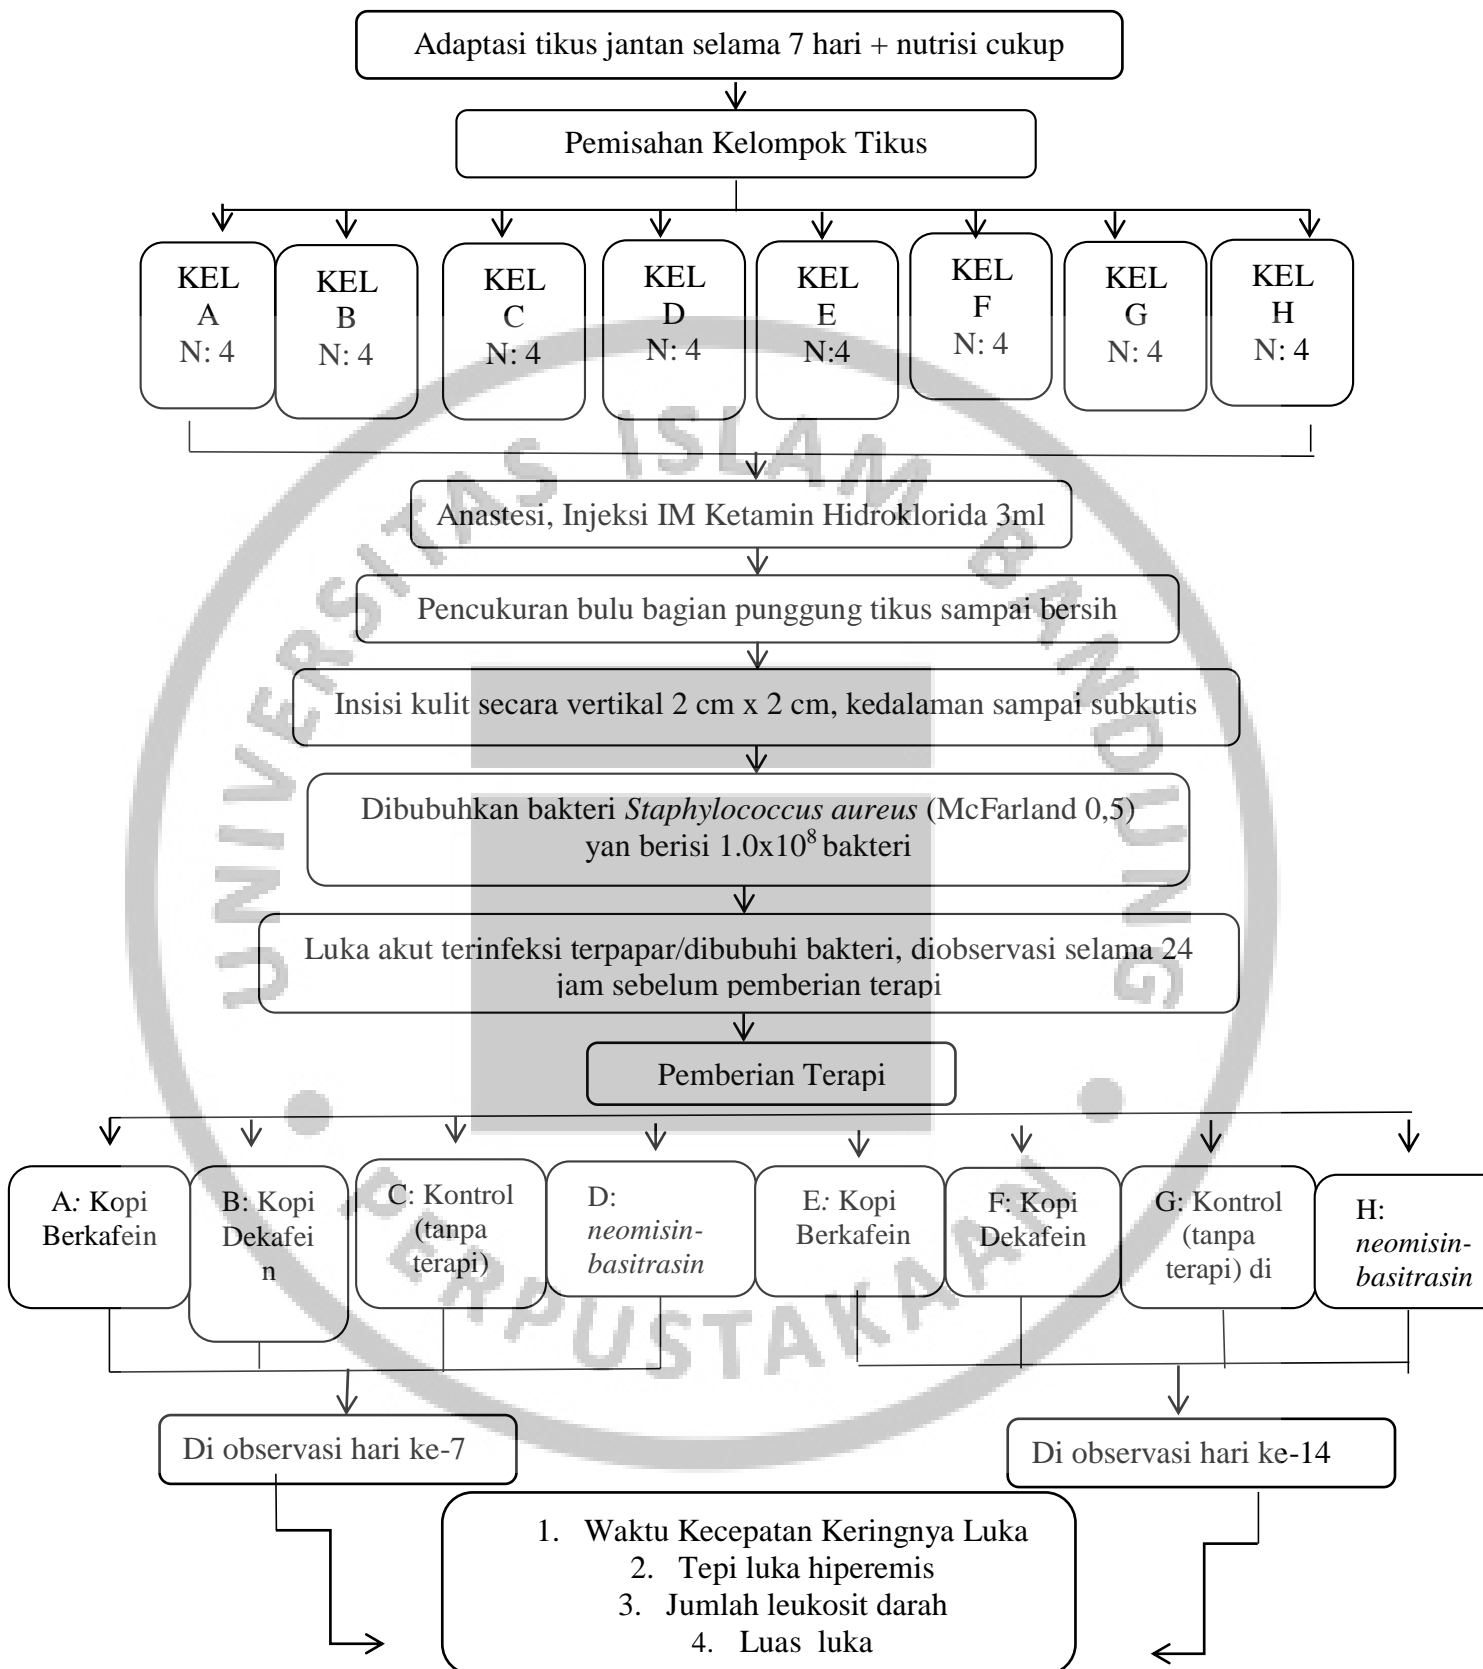 Adaptasi tikus jantan selama 7 hari + nutrisi cukup
Pemisahan Kelompok Tikus
KEL
A
N: 4
KEL
B
N: 4
KEL
C
N: 4
KEL
D
N: 4
KEL
E
N:4
KEL
F
N: 4
KEL
G
N: 4
KEL
H
N: 4
Anastesi, Injeksi IM Ketamin Hidroklorida 3ml
Pencukuran bulu bagian punggung tikus sampai bersih
Insisi kulit secara vertikal 2 cm x 2 cm, kedalaman sampai subkutis
Dibubuhkan bakteri Staphylococcus aureus (McFarland 0,5)
yan berisi 1.0x10⁸ bakteri
Luka akut terinfeksi terpapar/dibubuhi bakteri, diobservasi selama 24
jam sebelum pemberian terapi
Pemberian Terapi
A: Kopi
Berkafein
B: Kopi
Dekafei
n
C: Kontrol
(tanpa
terapi)
D:
neomisin-
basitrasin
E: Kopi
Berkafein
F: Kopi
Dekafein
G: Kontrol
(tanpa
terapi) di
H:
neomisin-
basitrasin
Di observasi hari ke-7
Di observasi hari ke-14
1. Waktu Kecepatan Keringnya Luka
2. Tepi luka hiperemis
3. Jumlah leukosit darah
4. Luas luka
UNIVERSITAS ISLAM BANDUNG
PERPUSTAKAAN